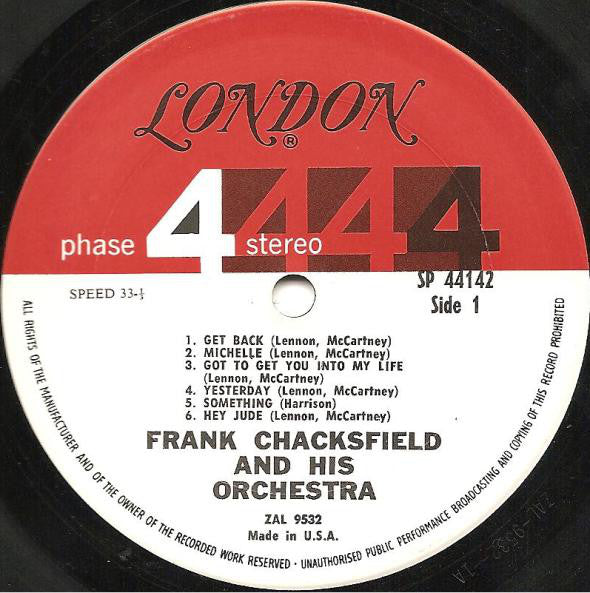 LONDON
®
phase 4 stereo
444
SP 44142
SPEED 33-⅓
Side 1
1. GET BACK (Lennon, McCartney)
2. MICHELLE (Lennon, McCartney)
3. GOT TO GET YOU INTO MY LIFE
(Lennon, McCartney)
4. YESTERDAY (Lennon, McCartney)
5. SOMETHING (Harrison)
6. HEY JUDE (Lennon, McCartney)
FRANK CHACKSFIELD
AND HIS
ORCHESTRA
ZAL 9532
Made in U.S.A.
ALL RIGHTS OF THE MANUFACTURER AND OF THE OWNER OF THE RECORDED WORK RESERVED · UNAUTHORISED PUBLIC PERFORMANCE BROADCASTING AND COPYING OF THIS RECORD PROHIBITED